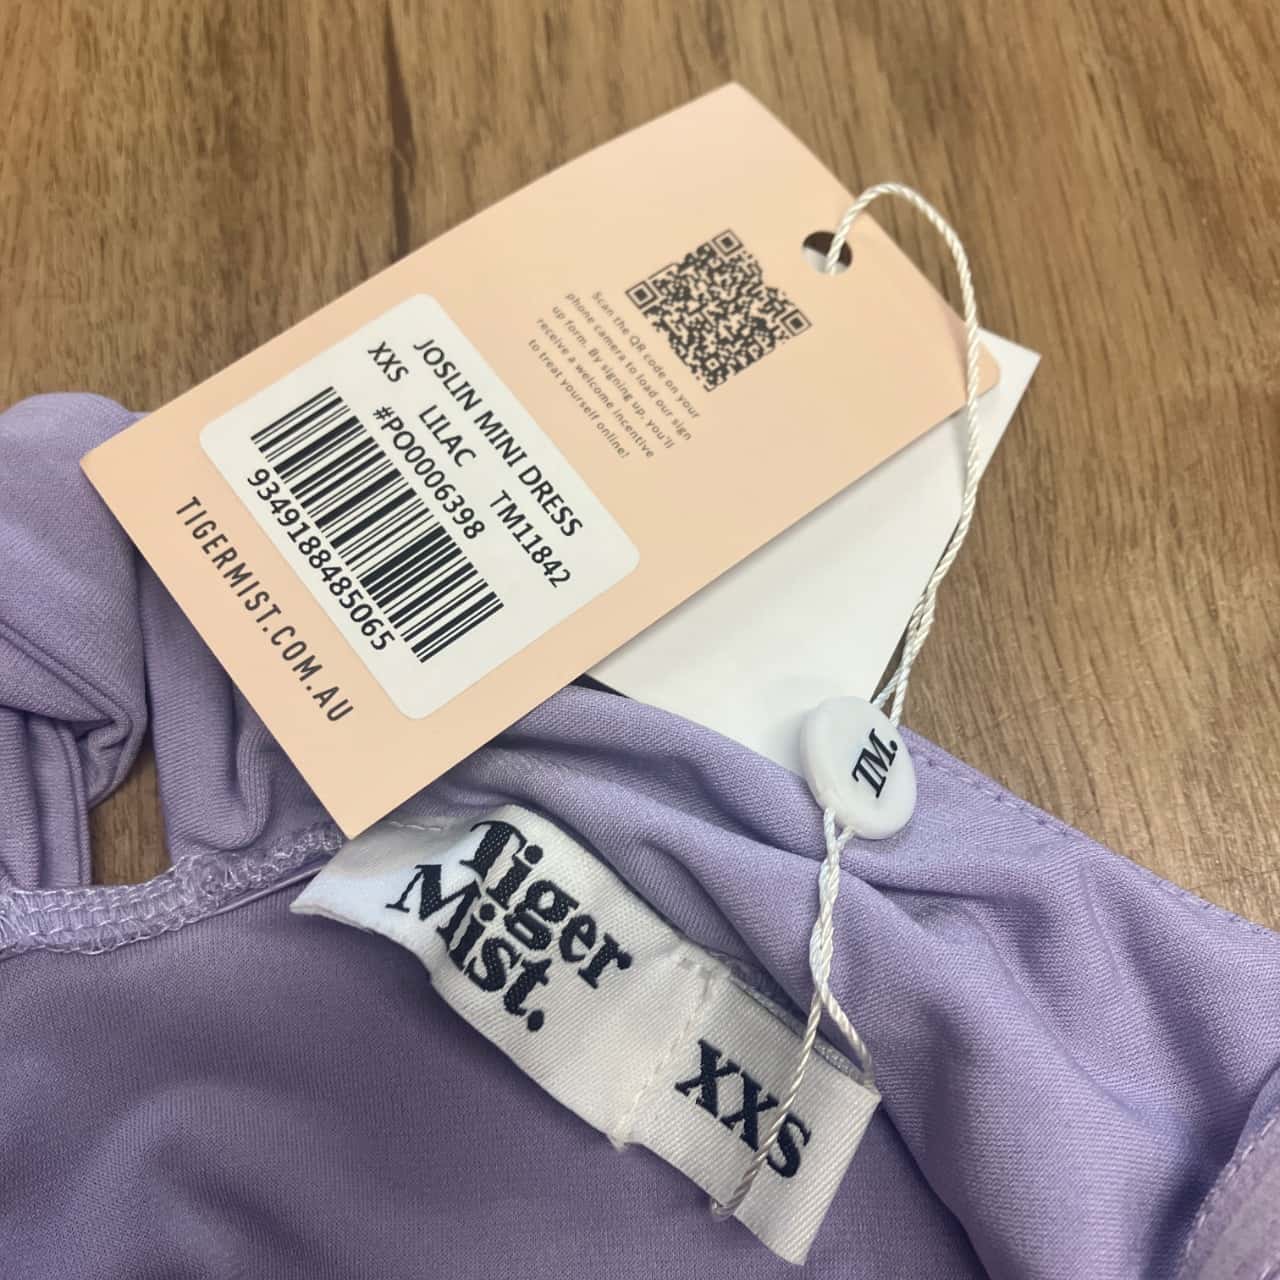 Scan the QR code on your
phone camera to load our sign
up form. By signing up, you'll
receive a welcome incentive
to treat yourself online!
JOSLIN MINI DRESS
XXS LILAC TM11842
#PO00006398
9349188485065
TIGERMIST.COM.AU
TM.
Tiger
Mist.
XXS